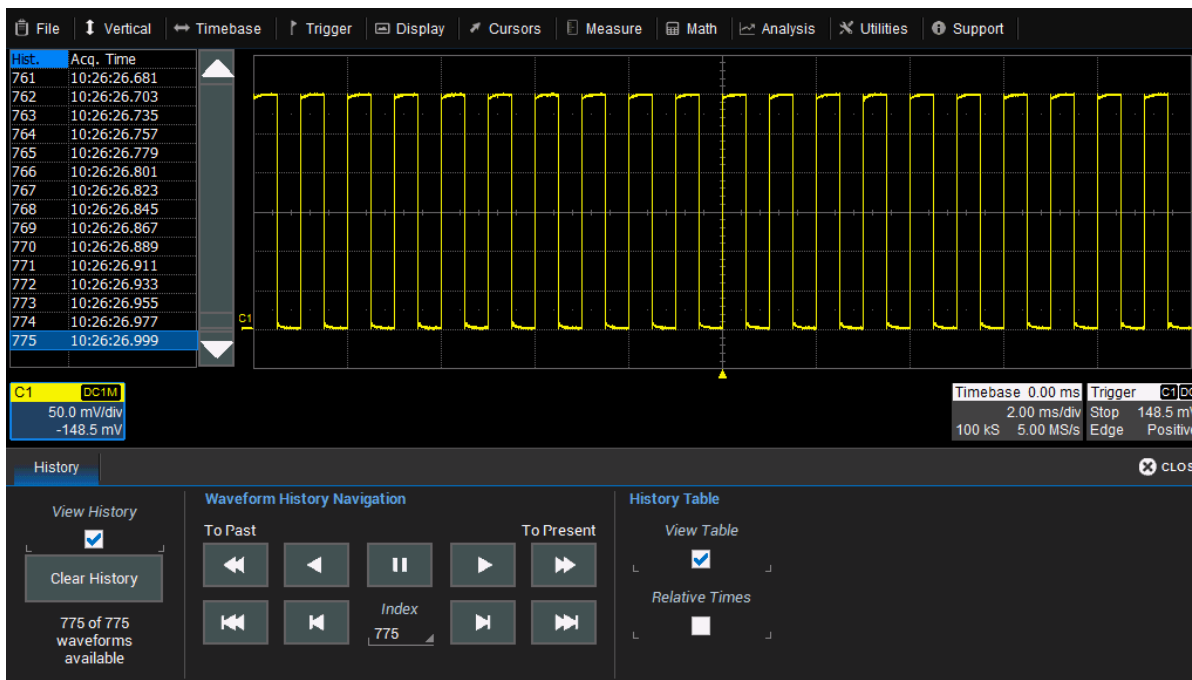 File Vertical Timebase Trigger Display Cursors Measure Math Analysis Utilities Support
Hist. Acq. Time
761 10:26:26.681
762 10:26:26.703
763 10:26:26.735
764 10:26:26.757
765 10:26:26.779
766 10:26:26.801
767 10:26:26.823
768 10:26:26.845
769 10:26:26.867
770 10:26:26.889
771 10:26:26.911
772 10:26:26.933
773 10:26:26.955
774 10:26:26.977
775 10:26:26.999
C1
C1 DC1M
50.0 mV/div
-148.5 mV
Timebase 0.00 ms
2.00 ms/div
100 kS 5.00 MS/s
Trigger C1 DC
Stop 148.5 mV
Edge Positive
History
CLOS
View History
Clear History
775 of 775
waveforms
available
Waveform History Navigation
To Past To Present
Index
775
History Table
View Table
Relative Times